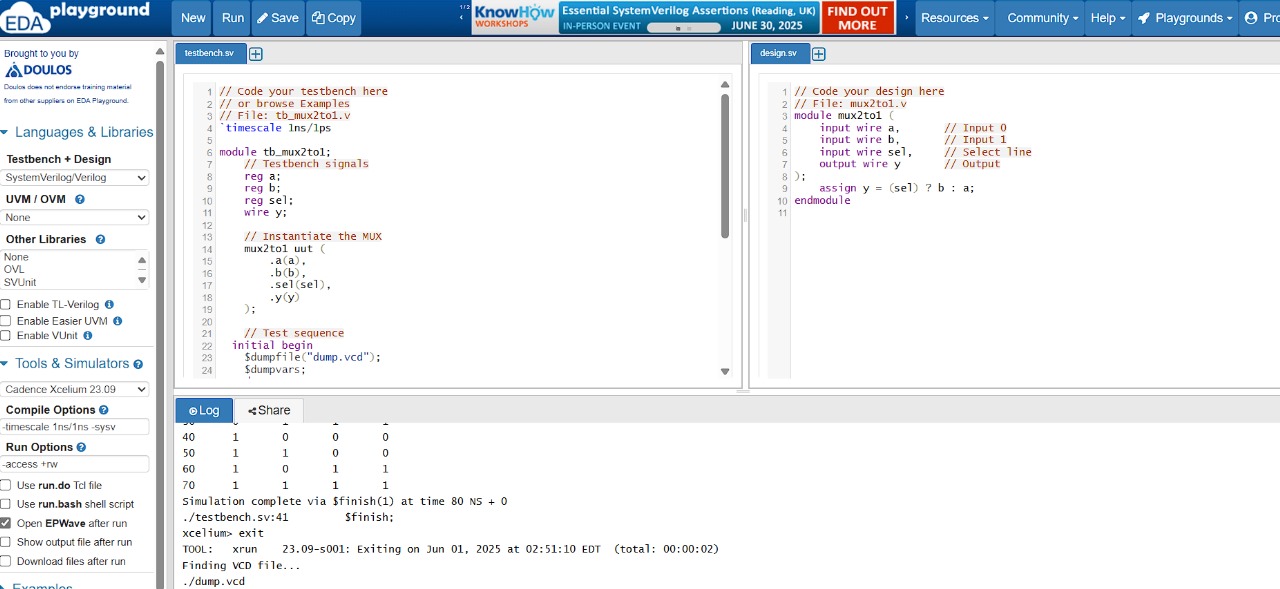 EDA playground
New Run Save Copy
1/2
KnowHow WORKSHOPS
Essential SystemVerilog Assertions (Reading, UK)
IN-PERSON EVENT JUNE 30, 2025
FIND OUT MORE
Resources Community Help Playgrounds
Brought to you by
DOULOS
Doulos does not endorse training material
from other suppliers on EDA Playground.
Languages & Libraries
Testbench + Design
SystemVerilog/Verilog
UVM / OVM
None
Other Libraries
None
OVL
SVUnit
Enable TL-Verilog
Enable Easier UVM
Enable VUnit
Tools & Simulators
Cadence Xcelium 23.09
Compile Options
-timescale 1ns/1ns -sysv
Run Options
-access +rw
Use run.do Tcl file
Use run.bash shell script
Open EPWave after run
Show output file after run
Download files after run
Examples
testbench.sv
1 // Code your testbench here
2 // or browse Examples
3 // File: tb_mux2to1.v
4 `timescale 1ns/1ps
5
6 module tb_mux2to1;
7 // Testbench signals
8 reg a;
9 reg b;
10 reg sel;
11 wire y;
12
13 // Instantiate the MUX
14 mux2to1 uut (
15 .a(a),
16 .b(b),
17 .sel(sel),
18 .y(y)
19 );
20
21 // Test sequence
22 initial begin
23 $dumpfile("dump.vcd");
24 $dumpvars;
design.sv
1 // Code your design here
2 // File: mux2to1.v
3 module mux2to1 (
4 input wire a, // Input 0
5 input wire b, // Input 1
6 input wire sel, // Select line
7 output wire y // Output
8 );
9 assign y = (sel) ? b : a;
10 endmodule
11
Log Share
40 1 0 0 0
50 1 1 0 0
60 1 0 1 1
70 1 1 1 1
Simulation complete via $finish(1) at time 80 NS + 0
./testbench.sv:41 $finish;
xcelium> exit
TOOL: xrun 23.09-s001: Exiting on Jun 01, 2025 at 02:51:10 EDT (total: 00:00:02)
Finding VCD file...
./dump.vcd